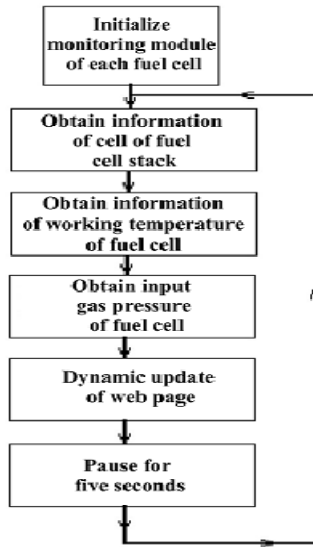 Initialize
monitoring module
of each fuel cell
Obtain information
of cell of fuel
cell stack
Obtain information
of working temperature
of fuel cell
Obtain input
gas pressure
of fuel cell
Dynamic update
of web page
Pause for
five seconds